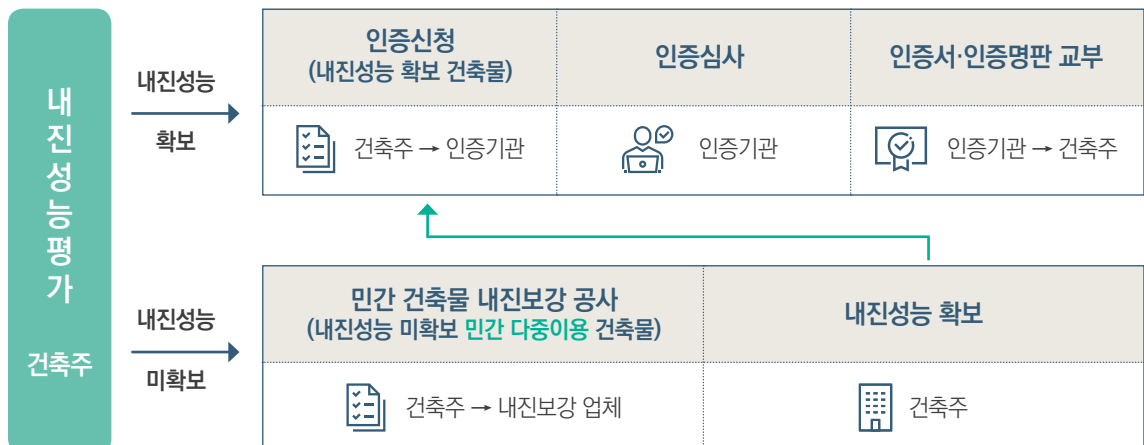 내진성능평가
건축주
내진성능
확보
인증신청
(내진성능 확보 건축물)
인증심사
인증서·인증명판 교부
건축주 → 인증기관
인증기관
인증기관 → 건축주
내진성능
미확보
민간 건축물 내진보강 공사
(내진성능 미확보 민간 다중이용 건축물)
내진성능 확보
건축주 → 내진보강 업체
건축주